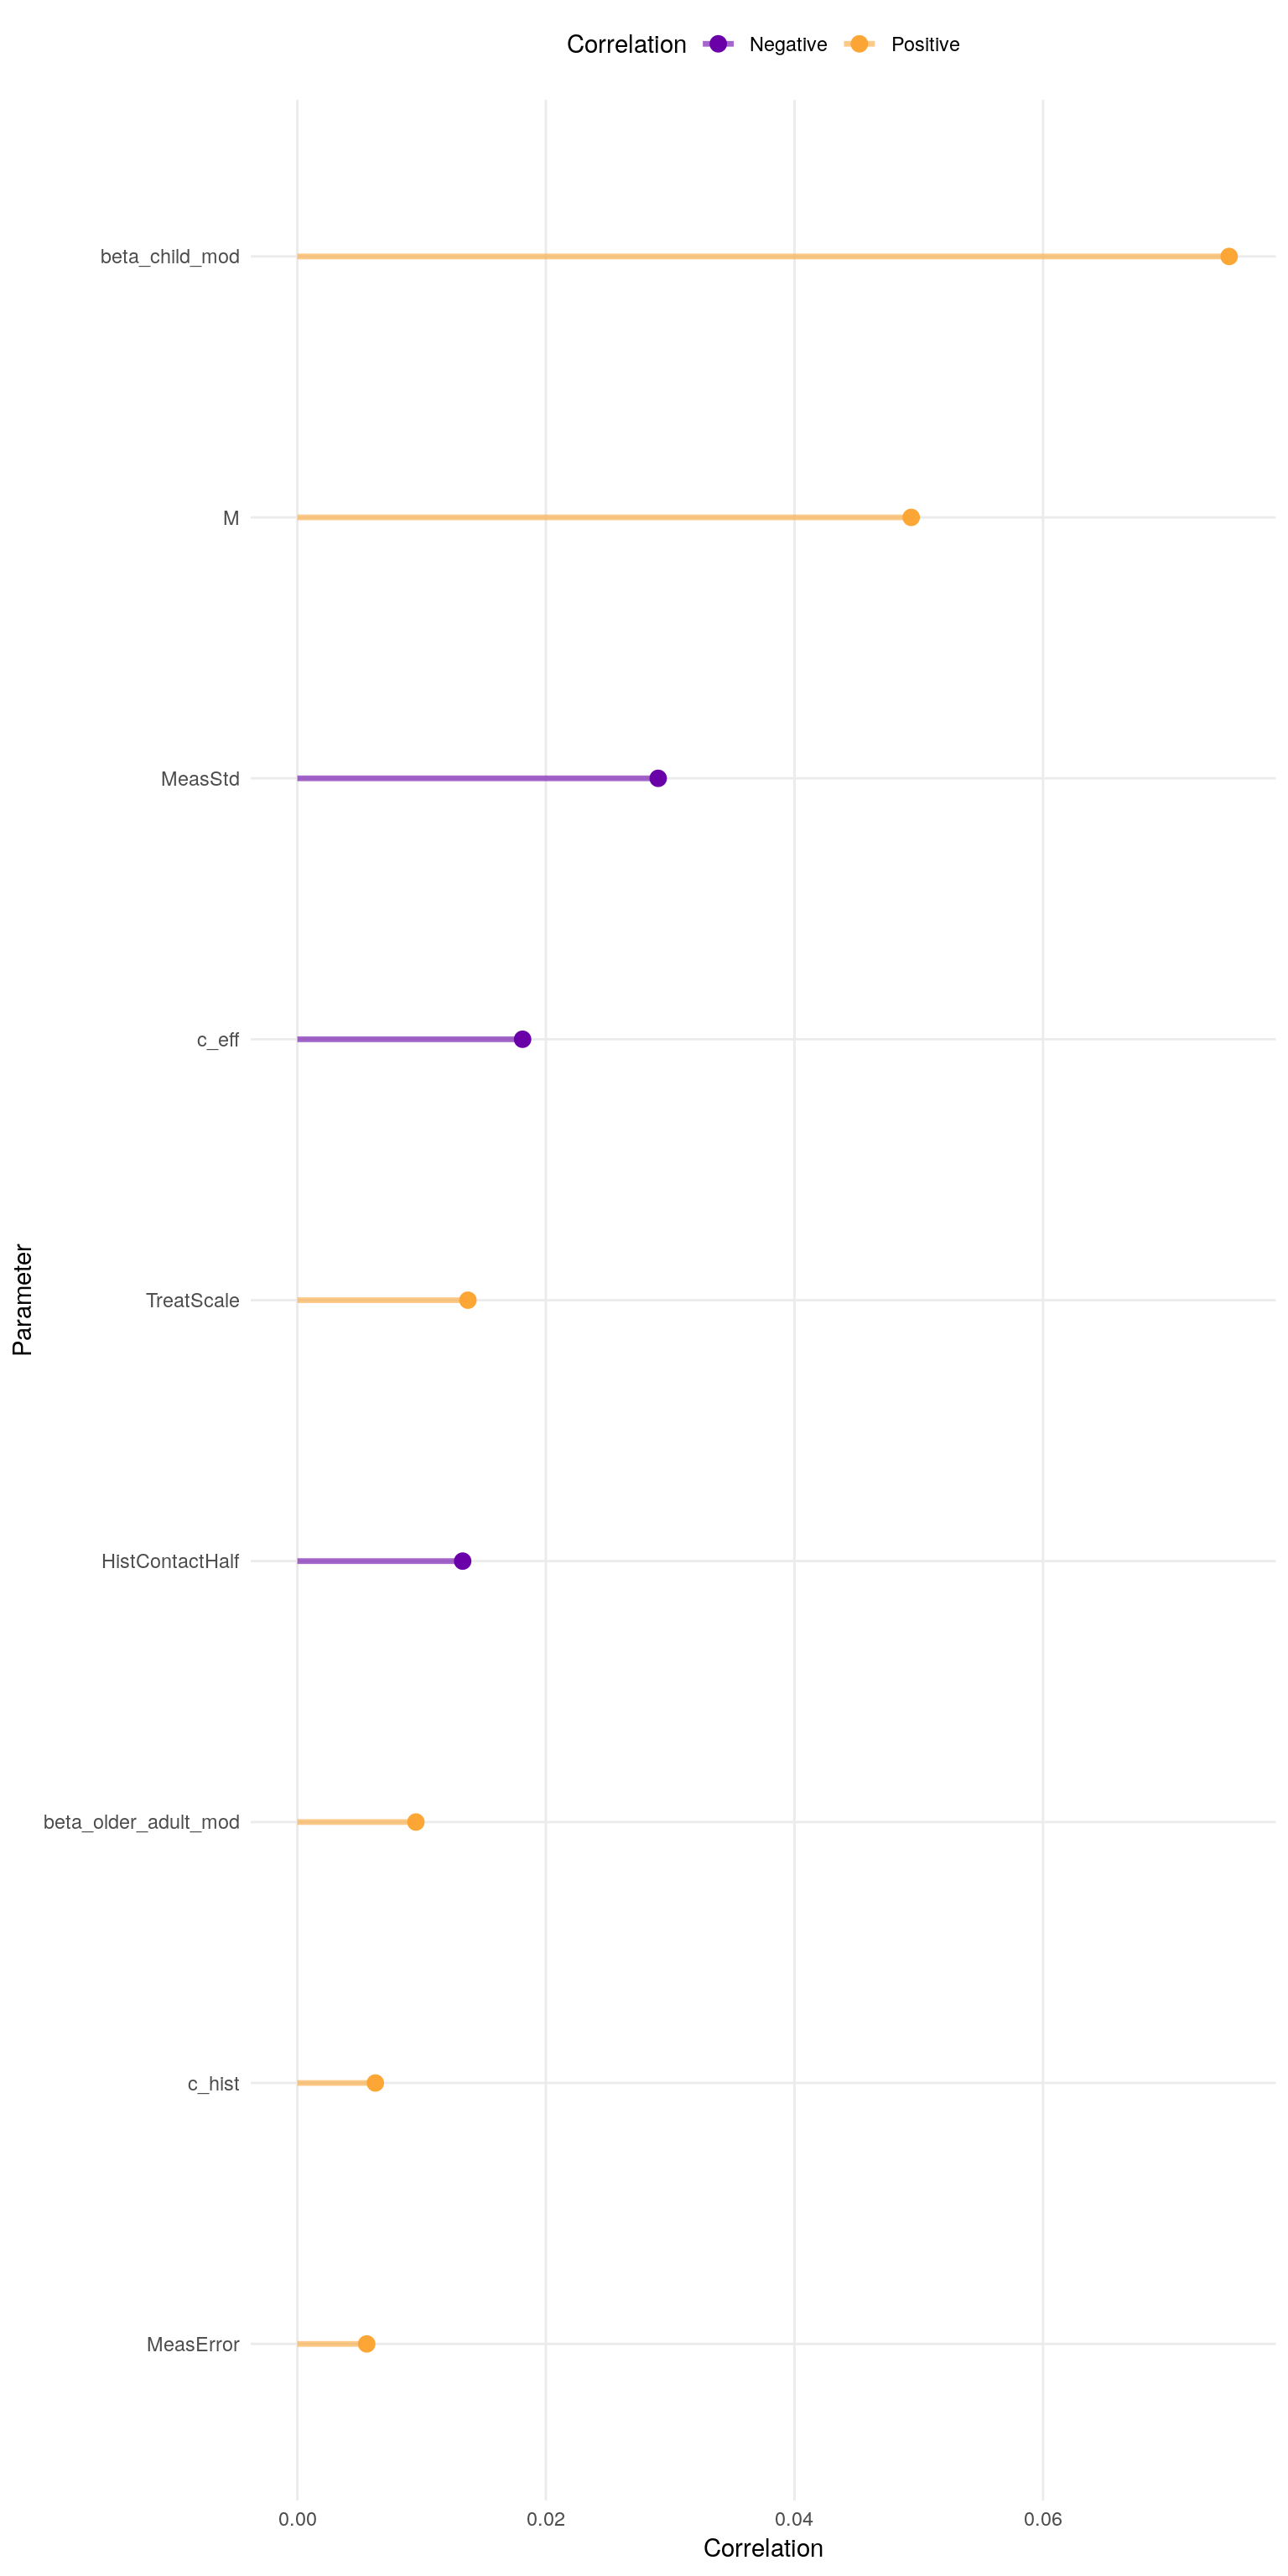 Correlation Negative Positive
beta_child_mod
M
MeasStd
c_eff
Parameter
TreatScale
HistContactHalf
beta_older_adult_mod
c_hist
MeasError
0.00 0.02 0.04 0.06
Correlation